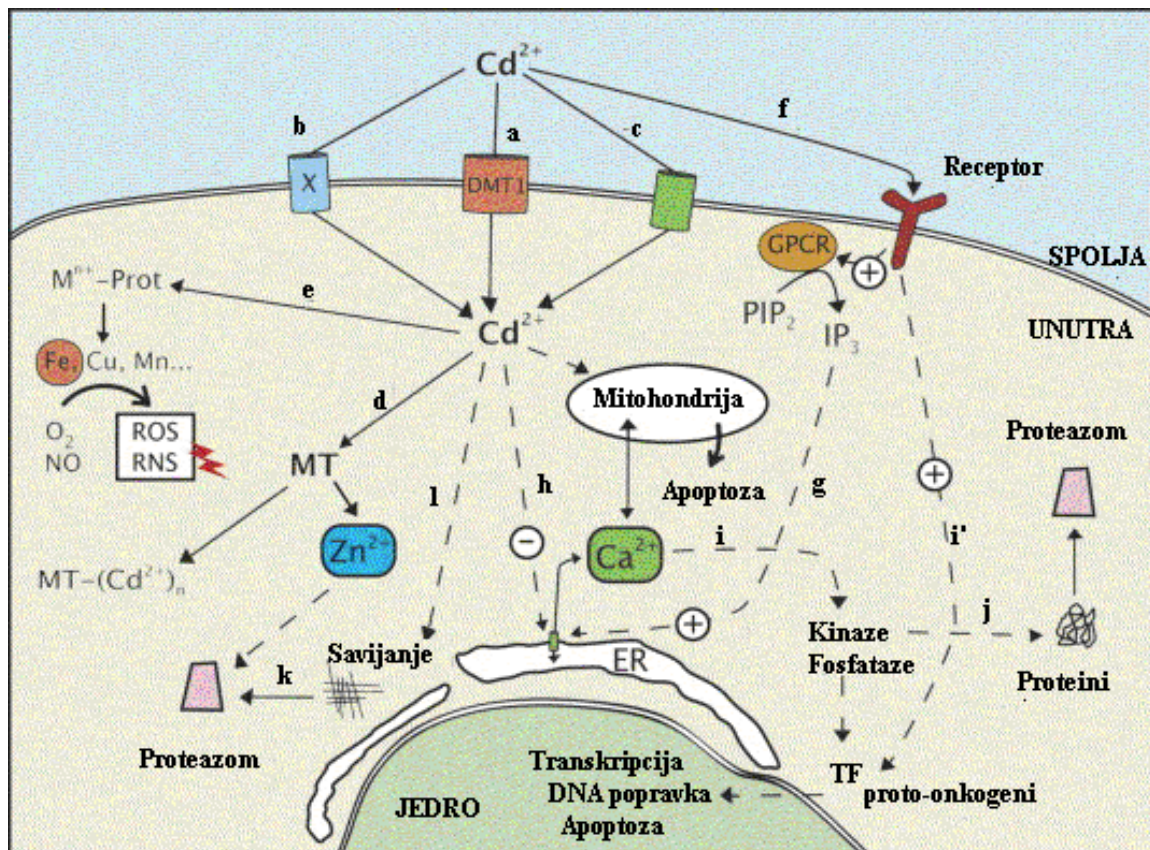 Cd²⁺
b
a
c
f
X
DMT1
Receptor
GPCR
+
SPOLJA
Mⁿ⁺-Prot
e
Cd²⁺
PIP₂
IP₃
UNUTRA
Fe, Cu, Mn...
d
Mitohondrija
O₂
NO
ROS
RNS
MT
l
h
Apoptoza
g
+
Proteazom
−
Zn²⁺
Ca²⁺
i
i'
MT-(Cd²⁺)ₙ
+
j
Kinaze
Fosfataze
Savijanje
ER
k
Proteini
Proteazom
Transkripcija
DNA popravka
Apoptoza
JEDRO
TF
proto-onkogeni